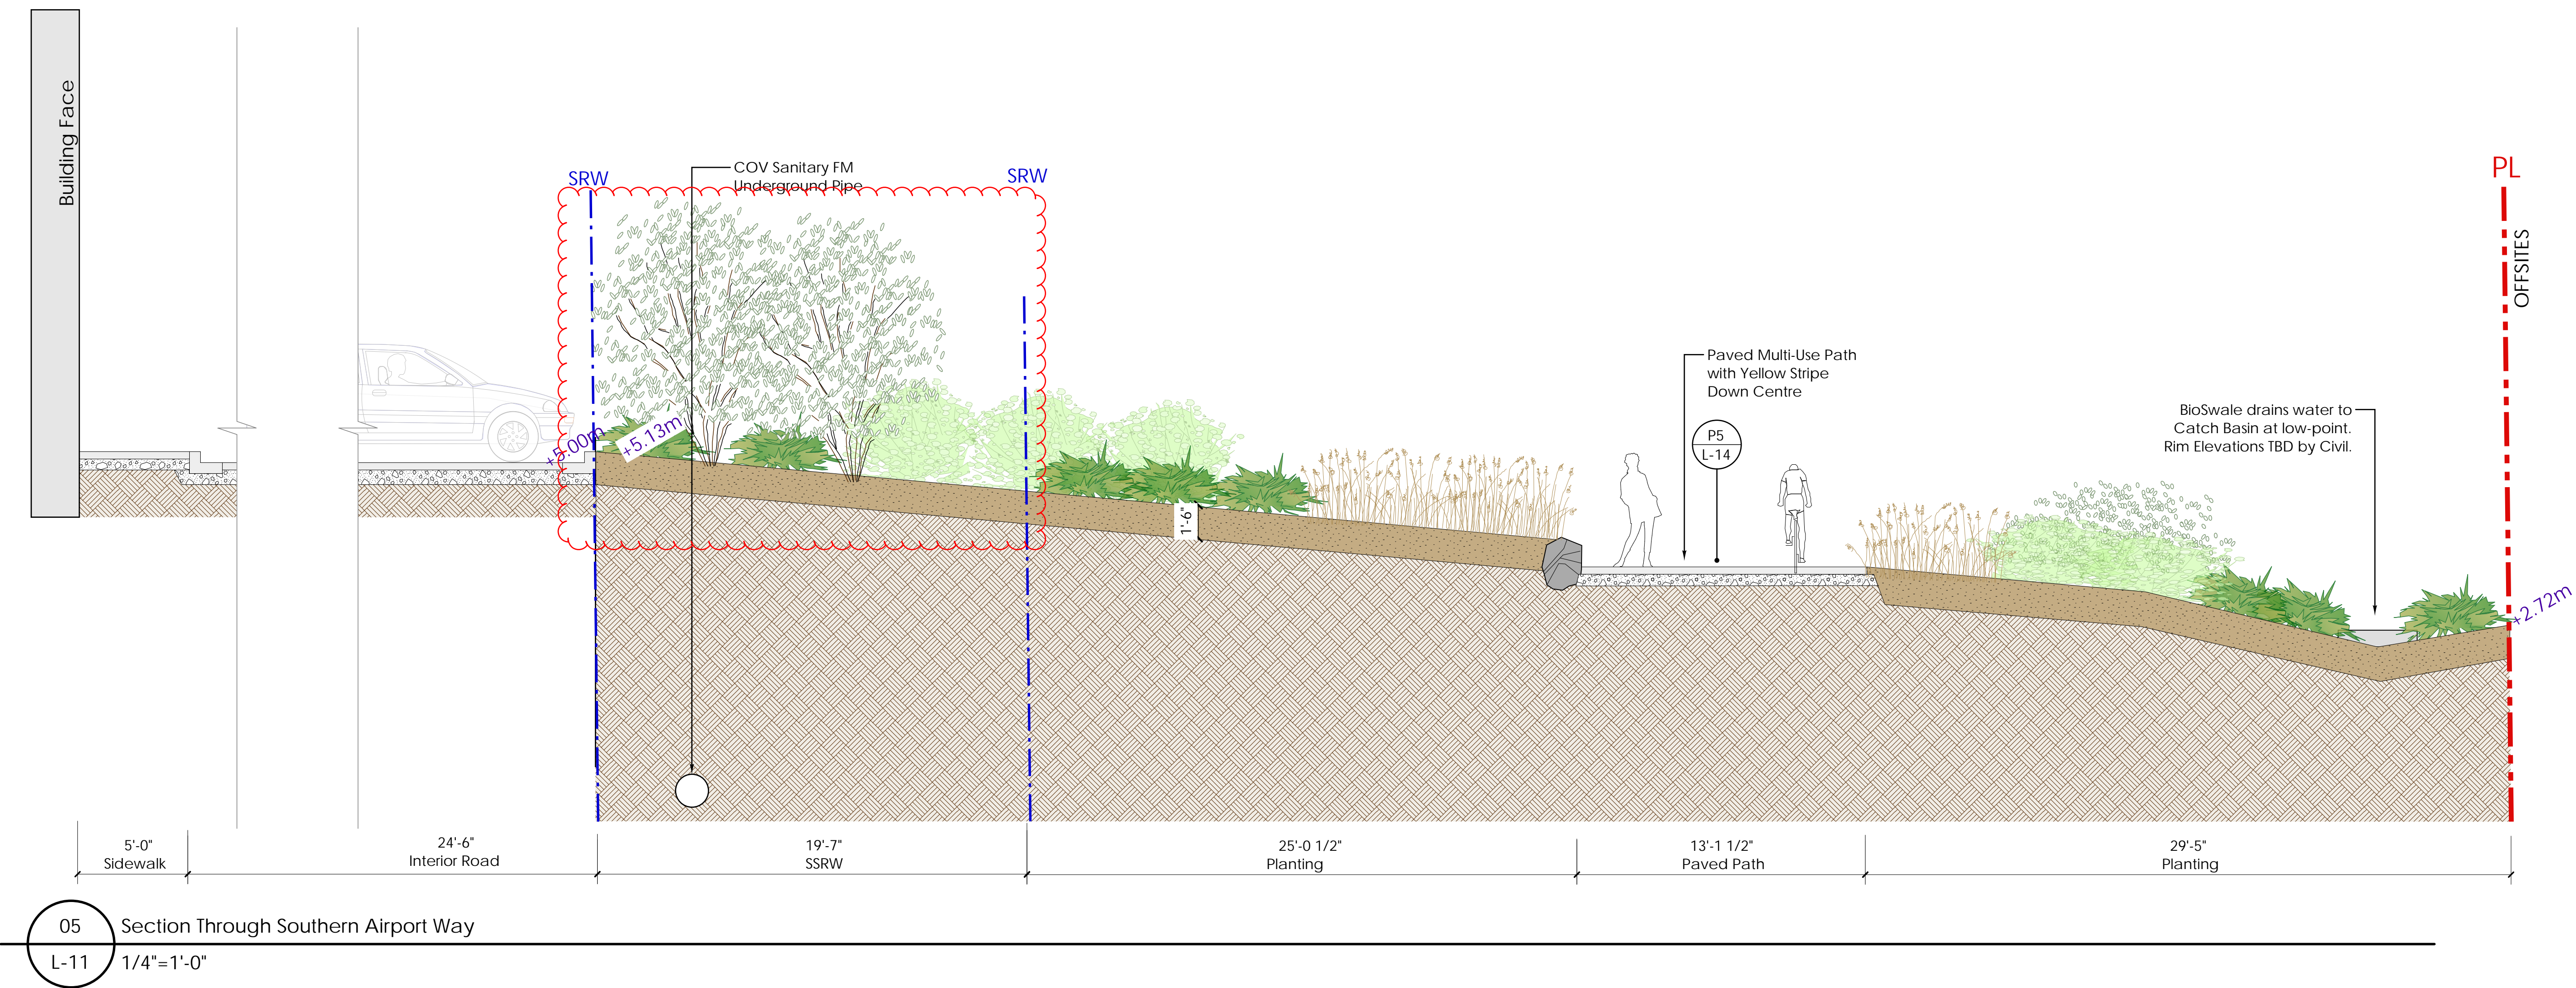 Building Face
SRW
COV Sanitary FM
Underground Pipe
SRW
PL
OFFSITES
Paved Multi-Use Path
with Yellow Stripe
Down Centre
P5
L-14
BioSwale drains water to
Catch Basin at low-point.
Rim Elevations TBD by Civil.
+5.00m
+5.13m
1'-6"
+2.72m
5'-0"
Sidewalk
24'-6"
Interior Road
19'-7"
SSRW
25'-0 1/2"
Planting
13'-1 1/2"
Paved Path
29'-5"
Planting
05
L-11
Section Through Southern Airport Way
1/4"=1'-0"